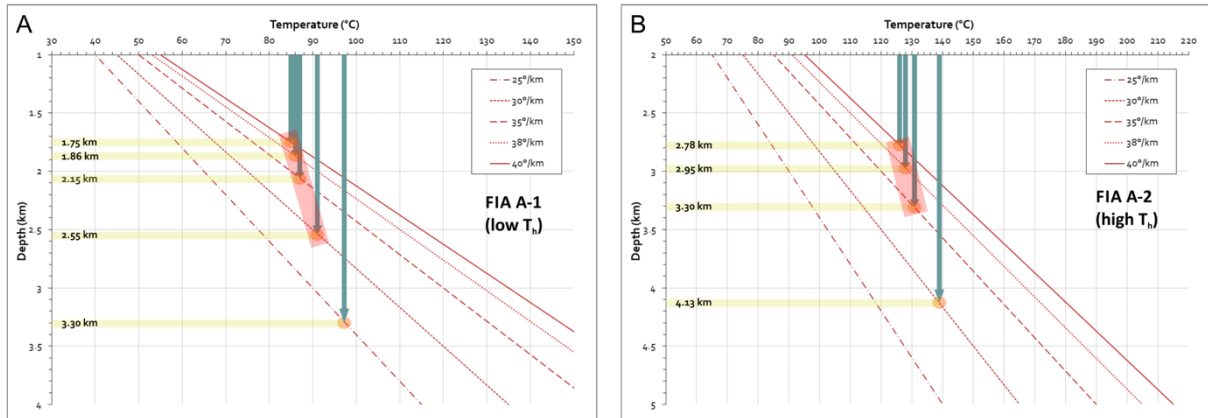 A
Temperature (°C)
30 40 50 60 70 80 90 100 110 120 130 140 150
Depth (km)
1
1.5
2
2.5
3
3.5
4
1.75 km
1.86 km
2.15 km
2.55 km
3.30 km
25°/km
30°/km
35°/km
38°/km
40°/km
FIA A-1
(low Th)
B
Temperature (°C)
50 60 70 80 90 100 110 120 130 140 150 160 170 180 190 200 210 220
Depth (km)
2
2.5
3
3.5
4
4.5
5
2.78 km
2.95 km
3.30 km
4.13 km
25°/km
30°/km
35°/km
38°/km
40°/km
FIA A-2
(high Th)